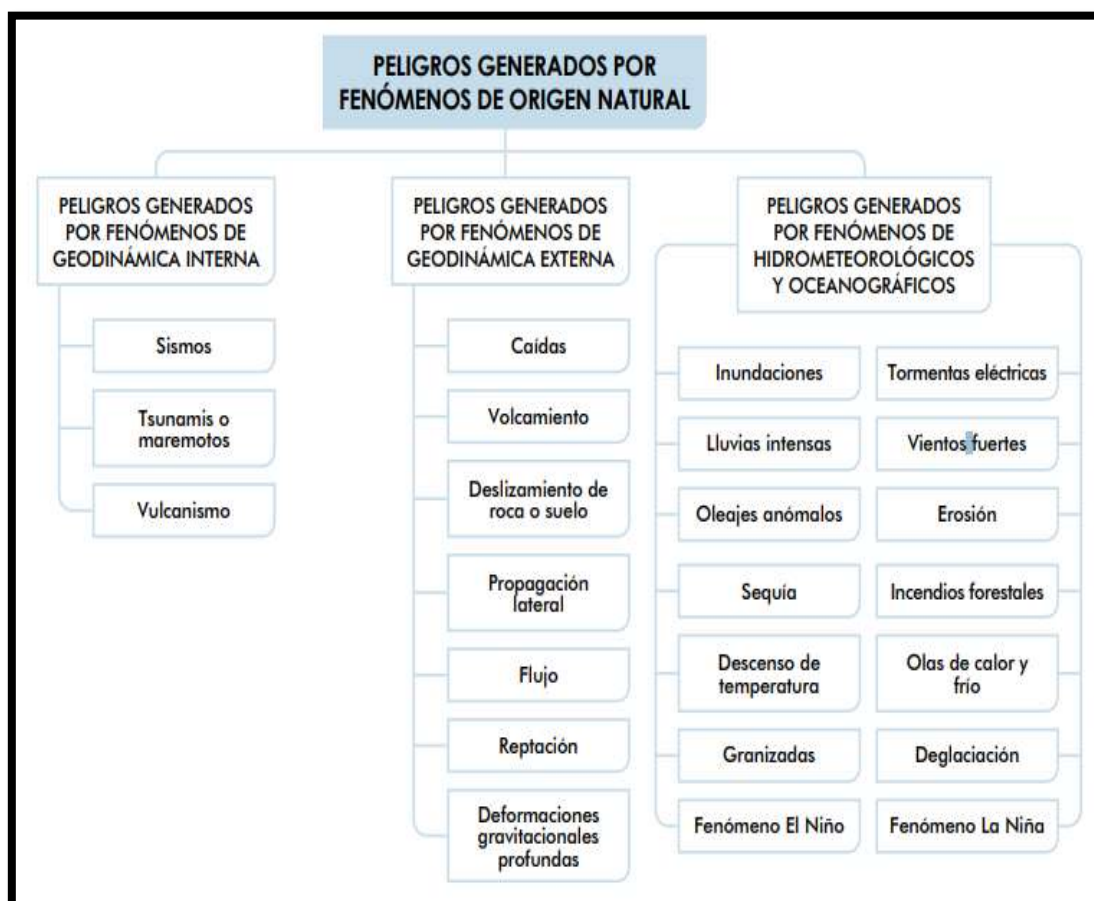 PELIGROS GENERADOS POR
FENÓMENOS DE ORIGEN NATURAL
PELIGROS GENERADOS
POR FENÓMENOS DE
GEODINÁMICA INTERNA
Sismos
Tsunamis o
maremotos
Vulcanismo
PELIGROS GENERADOS
POR FENÓMENOS DE
GEODINÁMICA EXTERNA
Caídas
Volcamiento
Deslizamiento de
roca o suelo
Propagación
lateral
Flujo
Reptación
Deformaciones
gravitacionales
profundas
PELIGROS GENERADOS
POR FENÓMENOS DE
HIDROMETEOROLÓGICOS
Y OCEANOGRÁFICOS
Inundaciones
Lluvias intensas
Oleajes anómalos
Sequía
Descenso de
temperatura
Granizadas
Fenómeno El Niño
Tormentas eléctricas
Vientos fuertes
Erosión
Incendios forestales
Olas de calor y
frío
Deglaciación
Fenómeno La Niña